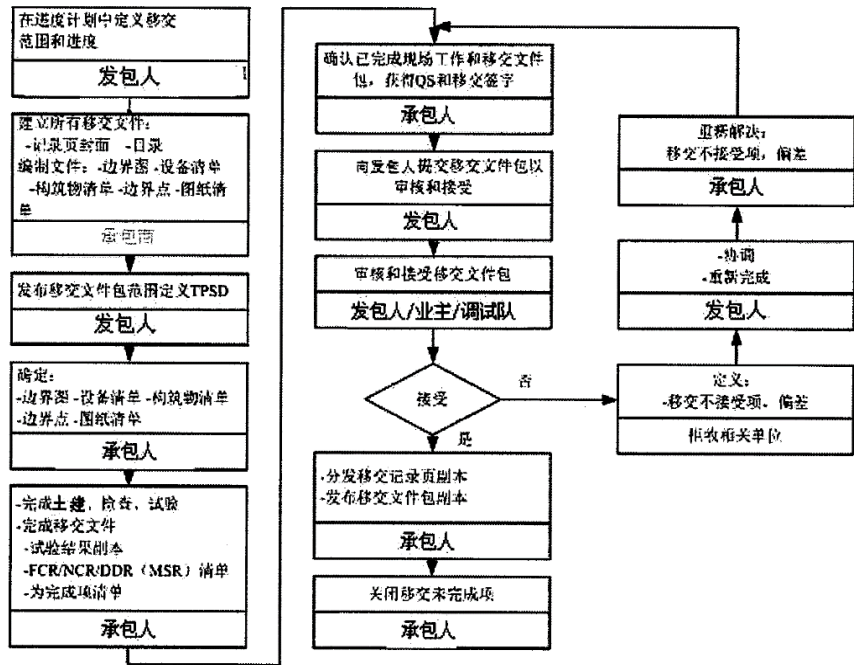 在进度计划中定义移交
范围和进度
发包人
建立所有移交文件:
-记录页封面 -目录
编制文件: -边界图 -设备清单
-构筑物清单 -边界点 -图纸清
单
承包商
发布移交文件包范围定义TPSD
发包人
确定:
-边界图 -设备清单 -构筑物清单
-边界点 -图纸清单
承包人
-完成土建、检查、试验
-完成移交文件
-试验结果副本
-FCR/NCR/DDR（MSR）清单
-为完成项清单
承包人
确认已完成现场工作和移交文件
包，获得QS和移交签字
承包人
向发包人提交移交文件包以
审核和接受
发包人
审核和接受移交文件包
发包人/业主/调试队
接受
否
是
-分发移交记录页副本
-发布移交文件包副本
承包人
关闭移交未完成项
承包人
重新解决:
移交不接受项，偏差
承包人
-协调
-重新完成
发包人
定义:
-移交不接受项、偏差
拒收相关单位